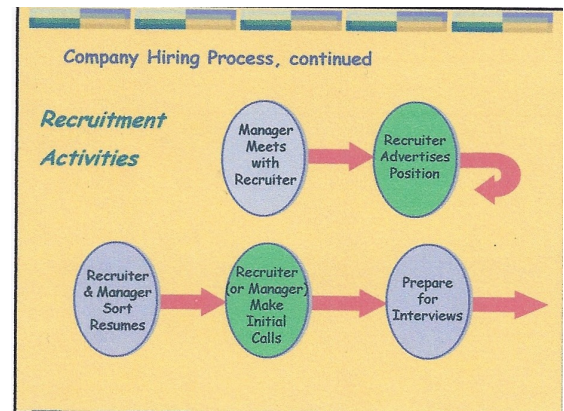 Company Hiring Process, continued
Recruitment
Activities
Manager
Meets
with
Recruiter
Recruiter
Advertises
Position
Recruiter
& Manager
Sort
Resumes
Recruiter
(or Manager)
Make
Initial
Calls
Prepare
for
Interviews